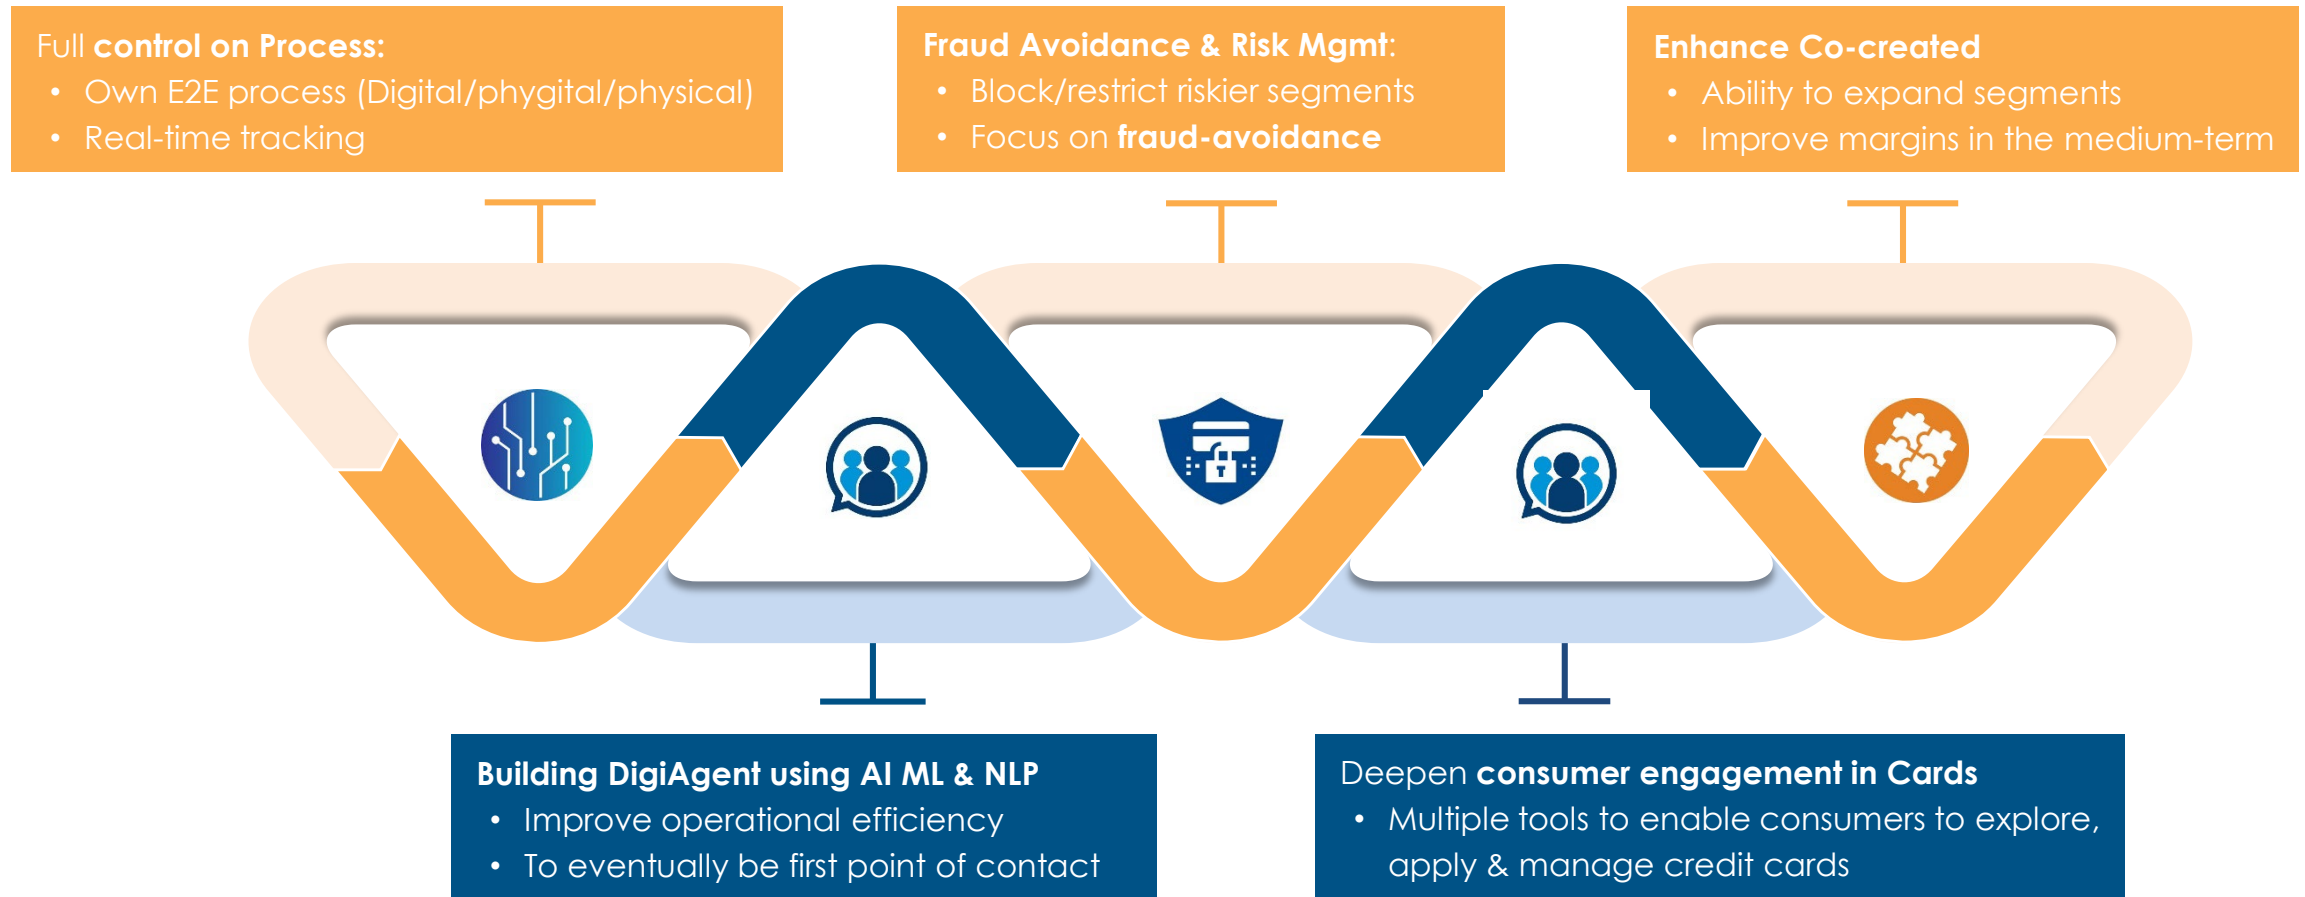 Full control on Process:
• Own E2E process (Digital/phygital/physical)
• Real-time tracking
Fraud Avoidance & Risk Mgmt:
• Block/restrict riskier segments
• Focus on fraud-avoidance
Enhance Co-created
• Ability to expand segments
• Improve margins in the medium-term
Building DigiAgent using AI ML & NLP
• Improve operational efficiency
• To eventually be first point of contact
Deepen consumer engagement in Cards
• Multiple tools to enable consumers to explore,
apply & manage credit cards